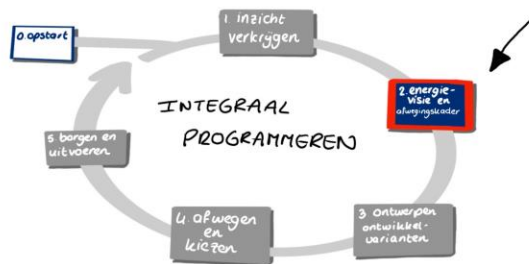 0. opstart
1. inzicht
verkrijgen
2. energie-
visie en
afwegingskader
INTEGRAAL
PROGRAMMEREN
5 borgen en
uitvoeren
4. afwegen
en
kiezen
3 ontwerpen
ontwikkel-
varianten